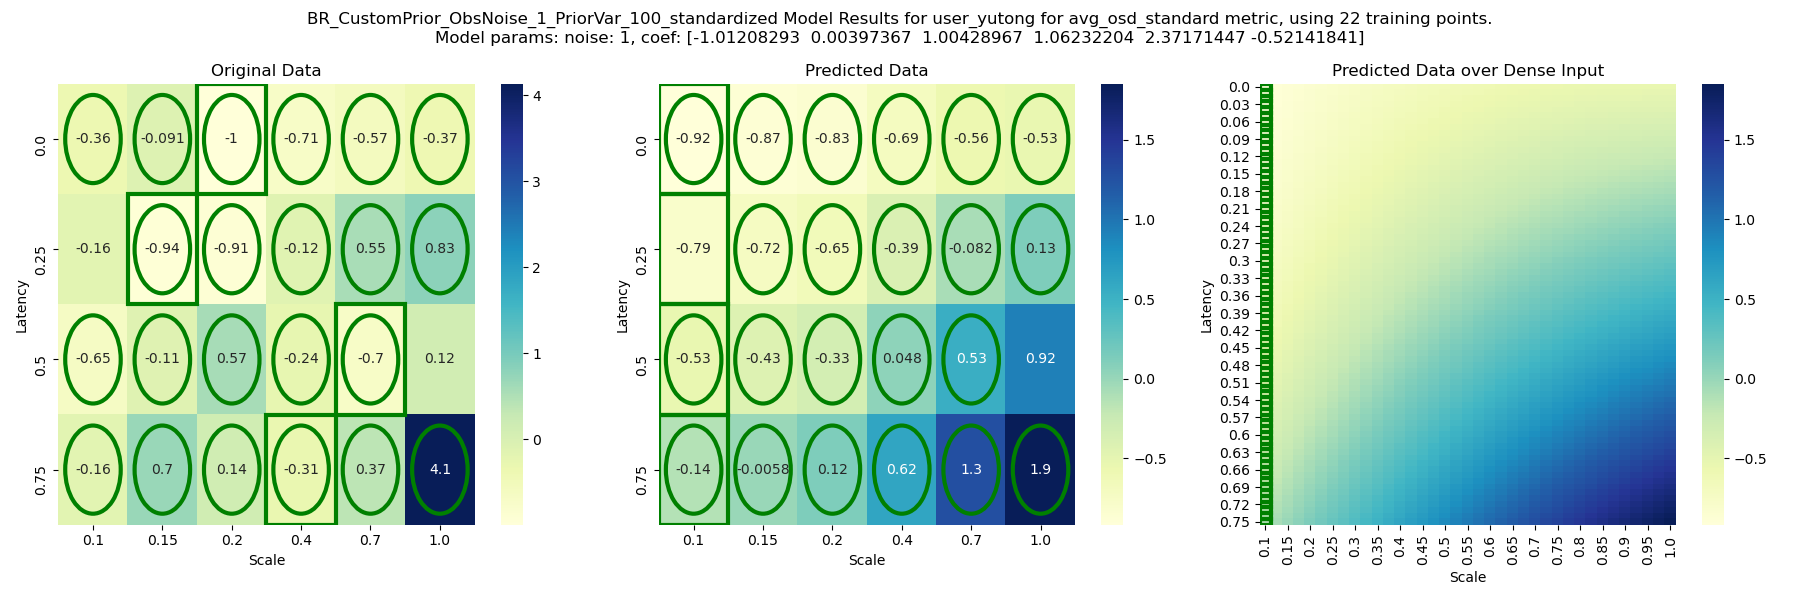 BR_CustomPrior_ObsNoise_1_PriorVar_100_standardized Model Results for user_yutong for avg_osd_standard metric, using 22 training points.
Model params: noise: 1, coef: [-1.01208293  0.00397367  1.00428967  1.06232204  2.37171447 -0.52141841]
Original Data
Latency
0.0 -0.36 -0.091 -1 -0.71 -0.57 -0.37
0.25 -0.16 -0.94 -0.91 -0.12 0.55 0.83
0.5 -0.65 -0.11 0.57 -0.24 -0.7 0.12
0.75 -0.16 0.7 0.14 -0.31 0.37 4.1
0.1 0.15 0.2 0.4 0.7 1.0
Scale
4
3
2
1
0
Predicted Data
Latency
0.0 -0.92 -0.87 -0.83 -0.69 -0.56 -0.53
0.25 -0.79 -0.72 -0.65 -0.39 -0.082 0.13
0.5 -0.53 -0.43 -0.33 0.048 0.53 0.92
0.75 -0.14 -0.0058 0.12 0.62 1.3 1.9
0.1 0.15 0.2 0.4 0.7 1.0
Scale
1.5
1.0
0.5
0.0
−0.5
Predicted Data over Dense Input
Latency
0.0
0.03
0.06
0.09
0.12
0.15
0.18
0.21
0.24
0.27
0.3
0.33
0.36
0.39
0.42
0.45
0.48
0.51
0.54
0.57
0.6
0.63
0.66
0.69
0.72
0.75
0.1 0.15 0.2 0.25 0.3 0.35 0.4 0.45 0.5 0.55 0.6 0.65 0.7 0.75 0.8 0.85 0.9 0.95 1.0
Scale
1.5
1.0
0.5
0.0
−0.5